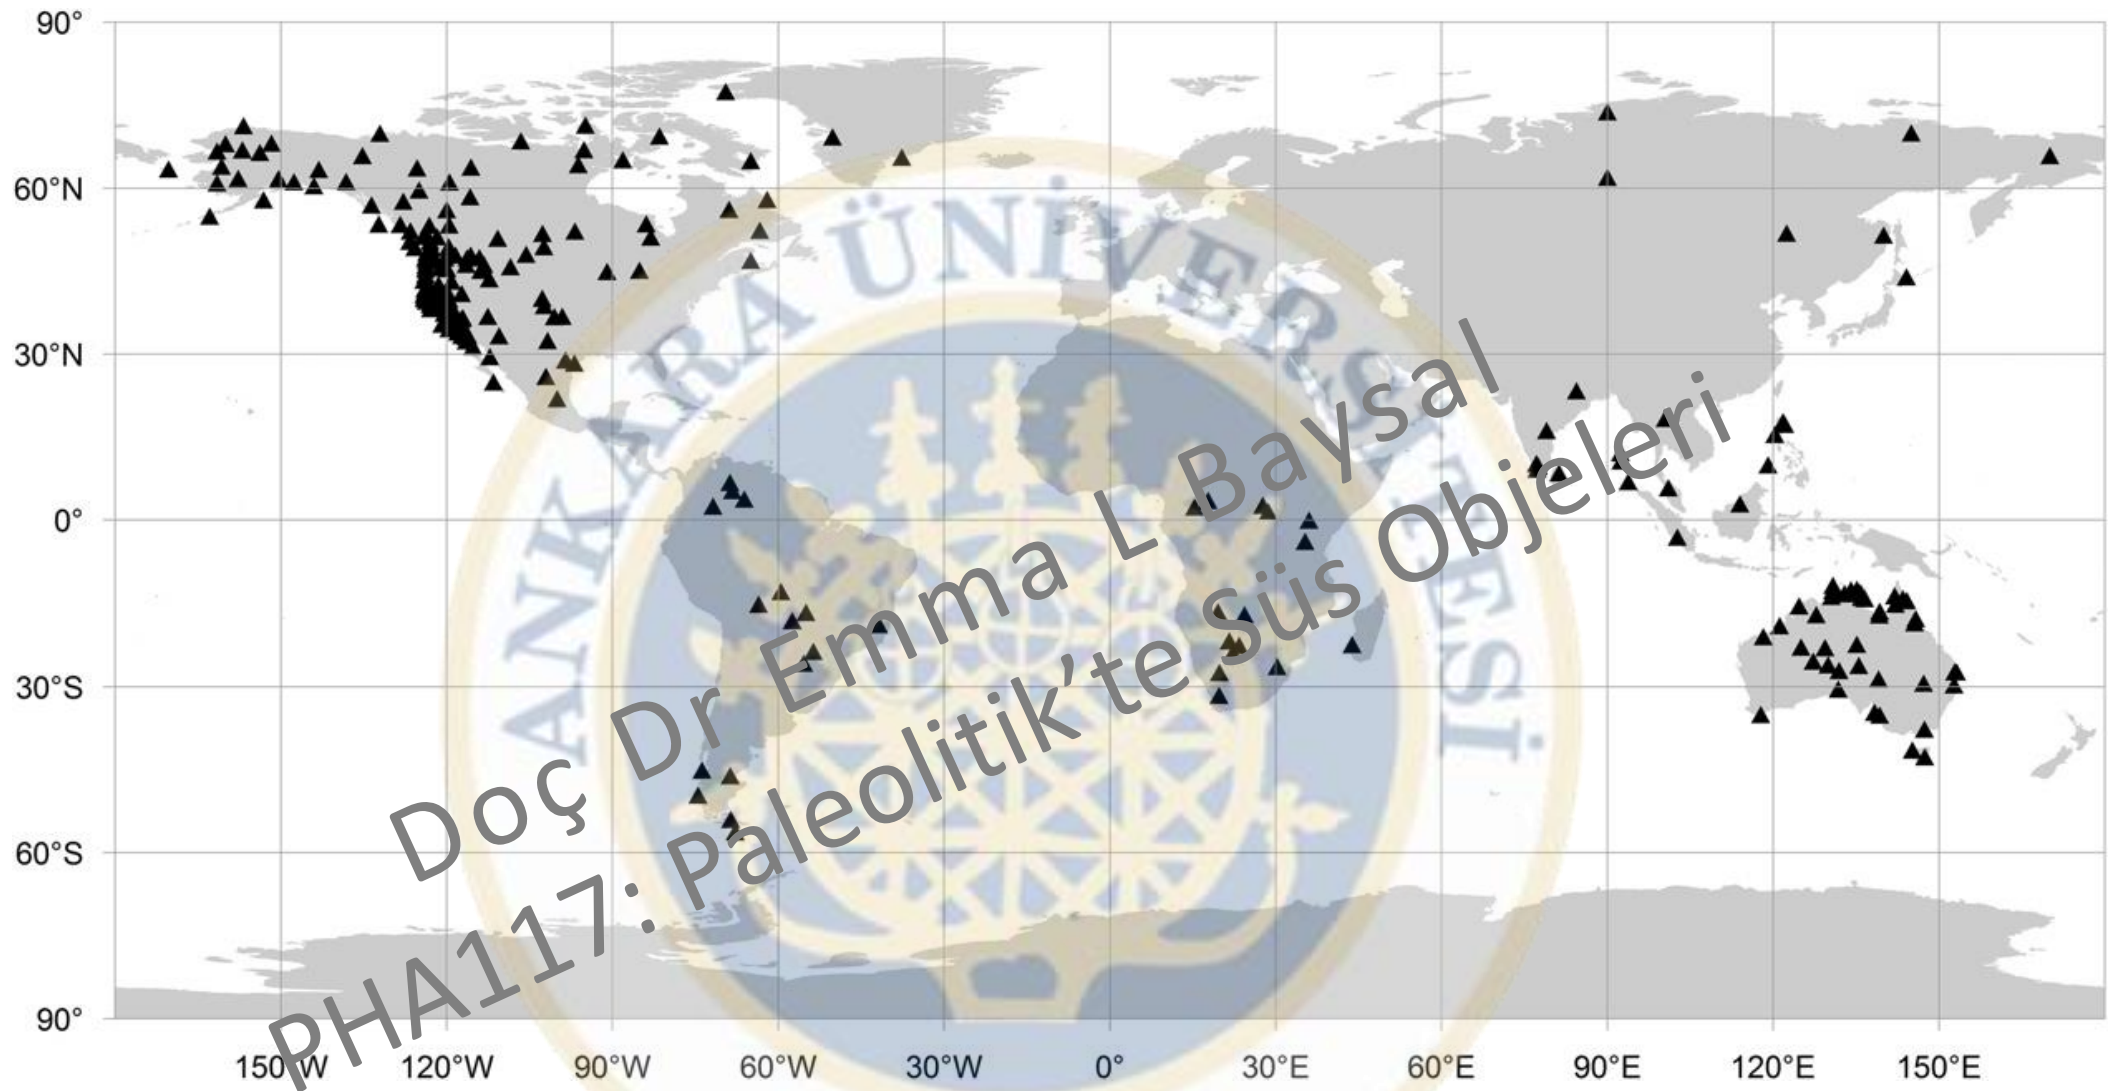 90°
60°N
30°N
0°
30°S
60°S
90°
150°W 120°W 90°W 60°W 30°W 0° 30°E 60°E 90°E 120°E 150°E
ANKARA ÜNİVERSİTESİ
Doç Dr Emma L Baysal
PHA117: Paleolitik’te Süs Objeleri